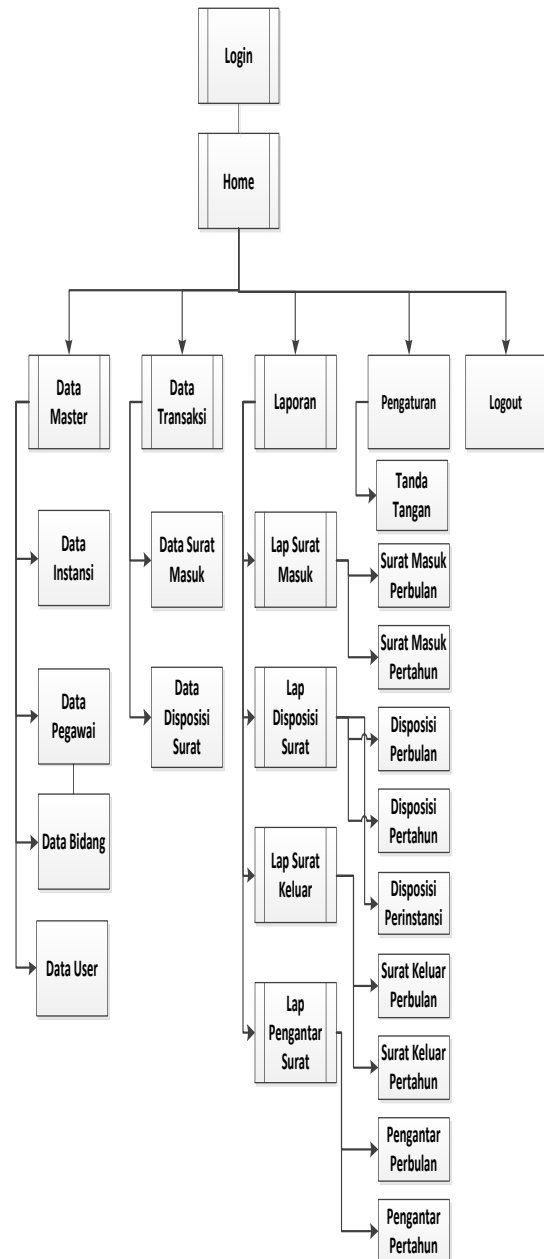 Login
Home
Data
Master
Data
Transaksi
Laporan
Pengaturan
Logout
Tanda
Tangan
Data
Instansi
Data Surat
Masuk
Lap Surat
Masuk
Surat Masuk
Perbulan
Surat Masuk
Pertahun
Data
Pegawai
Data
Disposisi
Surat
Lap
Disposisi
Surat
Disposisi
Perbulan
Disposisi
Pertahun
Data Bidang
Lap Surat
Keluar
Disposisi
Perinstansi
Data User
Surat Keluar
Perbulan
Lap
Pengantar
Surat
Surat Keluar
Pertahun
Pengantar
Perbulan
Pengantar
Pertahun